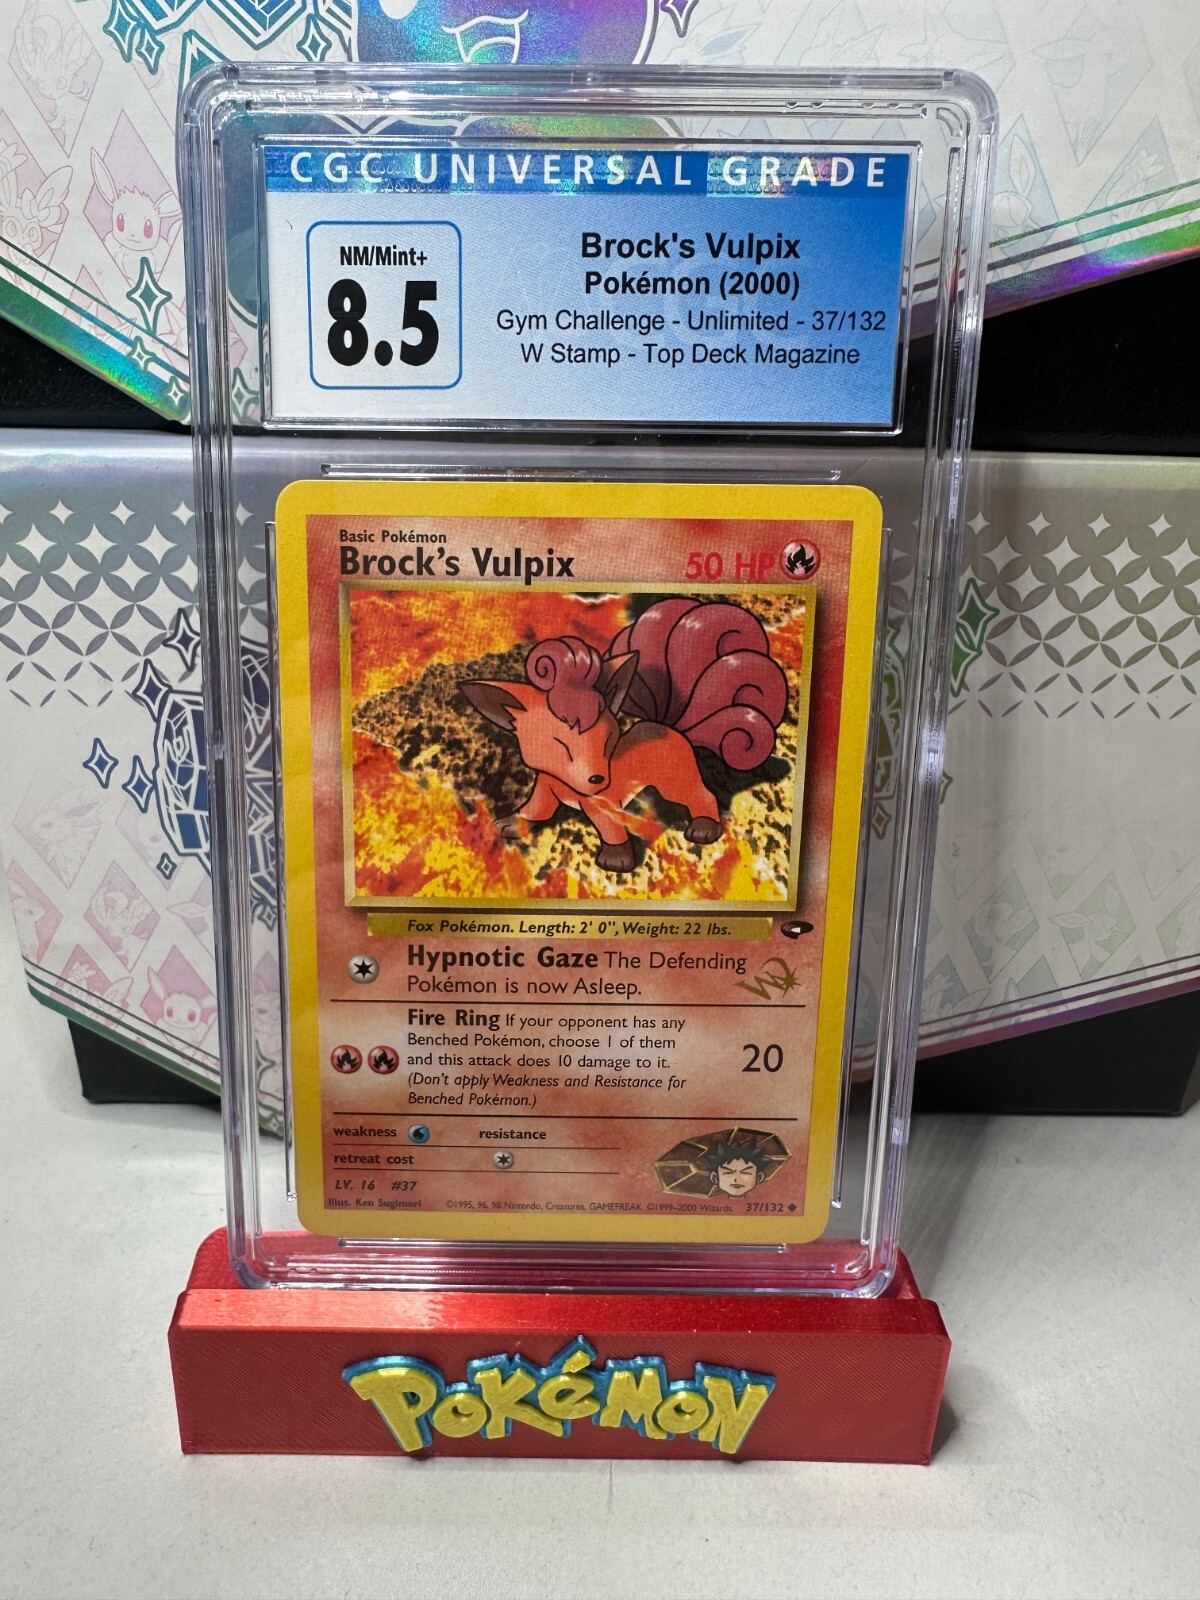 CGC UNIVERSAL GRADE
NM/Mint+
8.5
Brock's Vulpix
Pokémon (2000)
Gym Challenge - Unlimited - 37/132
W Stamp - Top Deck Magazine
Basic Pokémon
Brock's Vulpix
50 HP
Fox Pokémon. Length: 2' 0", Weight: 22 lbs.
Hypnotic Gaze The Defending
Pokémon is now Asleep.
W
Fire Ring If your opponent has any
Benched Pokémon, choose 1 of them
and this attack does 10 damage to it.
(Don't apply Weakness and Resistance for
Benched Pokémon.)
20
weakness
resistance
retreat cost
LV. 16 #37
Illus. Ken Sugimori
©1995, 96, 98 Nintendo, Creatures, GAMEFREAK. ©1999-2000 Wizards.
37/132
POKéMON